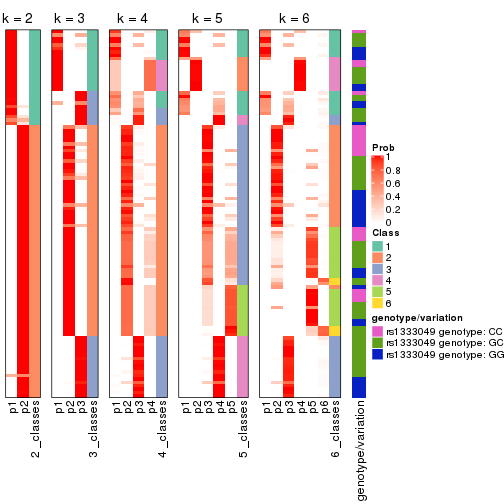 k = 2 k = 3 k = 4 k = 5 k = 6
Prob
1
0.8
0.6
0.4
0.2
0
Class
1
2
3
4
5
6
genotype/variation
rs1333049 genotype: CC
rs1333049 genotype: GC
rs1333049 genotype: GG
p1 p2 2_classes p1 p2 p3 3_classes p1 p2 p3 p4 4_classes p1 p2 p3 p4 p5 5_classes p1 p2 p3 p4 p5 p6 6_classes genotype/variation